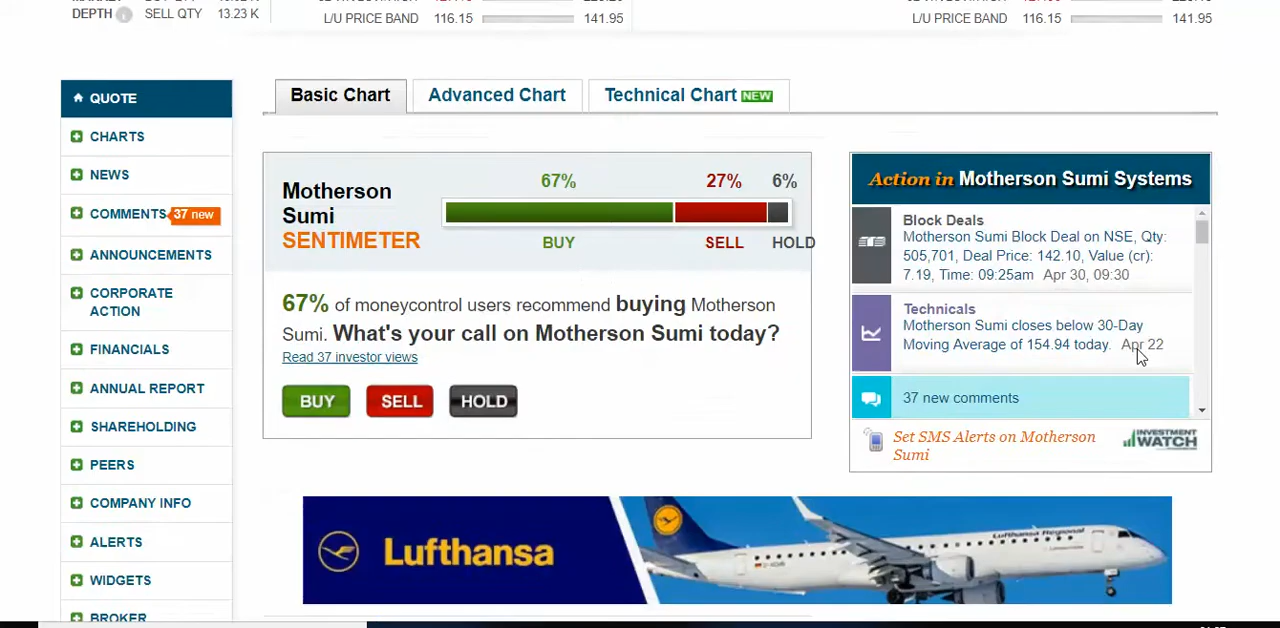 DEPTH SELL QTY 13.23 K L/U PRICE BAND 116.15 141.95 L/U PRICE BAND 116.15 141.95
QUOTE
CHARTS
NEWS
COMMENTS 37 new
ANNOUNCEMENTS
CORPORATE
ACTION
FINANCIALS
ANNUAL REPORT
SHAREHOLDING
PEERS
COMPANY INFO
ALERTS
WIDGETS
BROKER
Basic Chart Advanced Chart Technical Chart NEW
67% 27% 6%
Motherson
Sumi
SENTIMETER
BUY SELL HOLD
67% of moneycontrol users recommend buying Motherson
Sumi. What's your call on Motherson Sumi today?
Read 37 investor views
BUY SELL HOLD
Action in Motherson Sumi Systems
Block Deals
Motherson Sumi Block Deal on NSE, Qty:
505,701, Deal Price: 142.10, Value (cr):
7.19, Time: 09:25am Apr 30, 09:30
Technicals
Motherson Sumi closes below 30-Day
Moving Average of 154.94 today. Apr 22
37 new comments
Set SMS Alerts on Motherson
Sumi
INVESTMENT
WATCH
Lufthansa
Lufthansa Regional